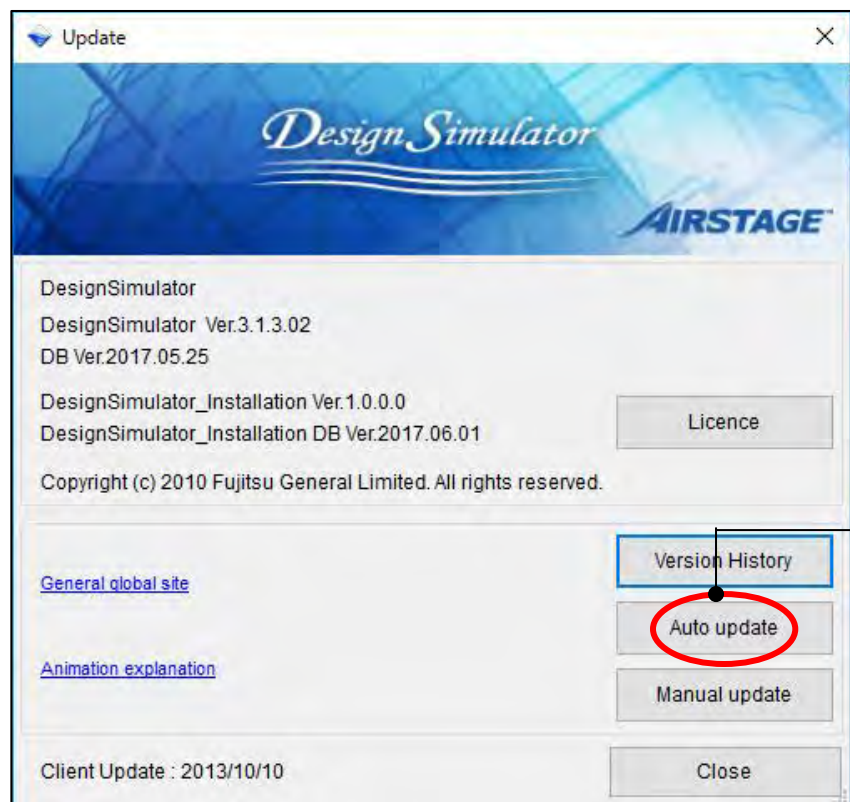 Update
Design Simulator
AIRSTAGE™
DesignSimulator
DesignSimulator Ver.3.1.3.02
DB Ver.2017.05.25
DesignSimulator_Installation Ver.1.0.0.0
DesignSimulator_Installation DB Ver.2017.06.01
Licence
Copyright (c) 2010 Fujitsu General Limited. All rights reserved.
Version History
General global site
Auto update
Animation explanation
Manual update
Client Update : 2013/10/10
Close